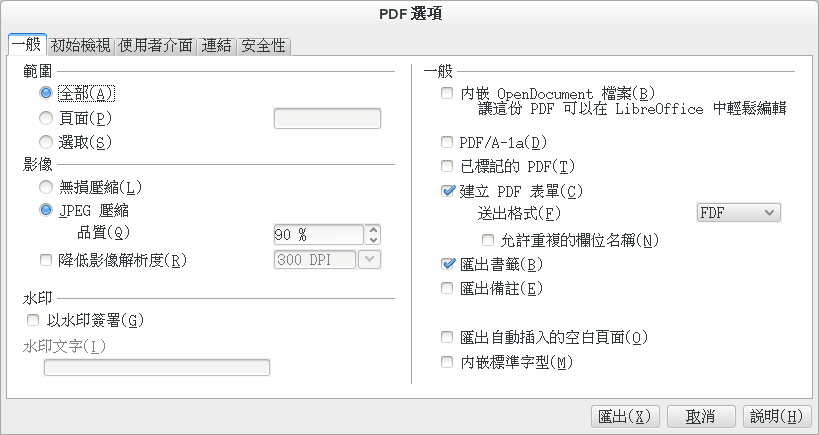 PDF 選項
一般 初始檢視 使用者介面 連結 安全性
範圍
全部(A)
頁面(P)
選取(S)
影像
無損壓縮(L)
JPEG 壓縮
品質(Q) 90 %
降低影像解析度(R) 300 DPI
水印
以水印簽署(G)
水印文字(I)
一般
內嵌 OpenDocument 檔案(B)
讓這份 PDF 可以在 LibreOffice 中輕鬆編輯
PDF/A-1a(D)
已標記的 PDF(T)
建立 PDF 表單(C)
送出格式(F) FDF
允許重複的欄位名稱(N)
匯出書籤(B)
匯出備註(E)
匯出自動插入的空白頁面(O)
內嵌標準字型(M)
匯出(X) 取消 說明(H)